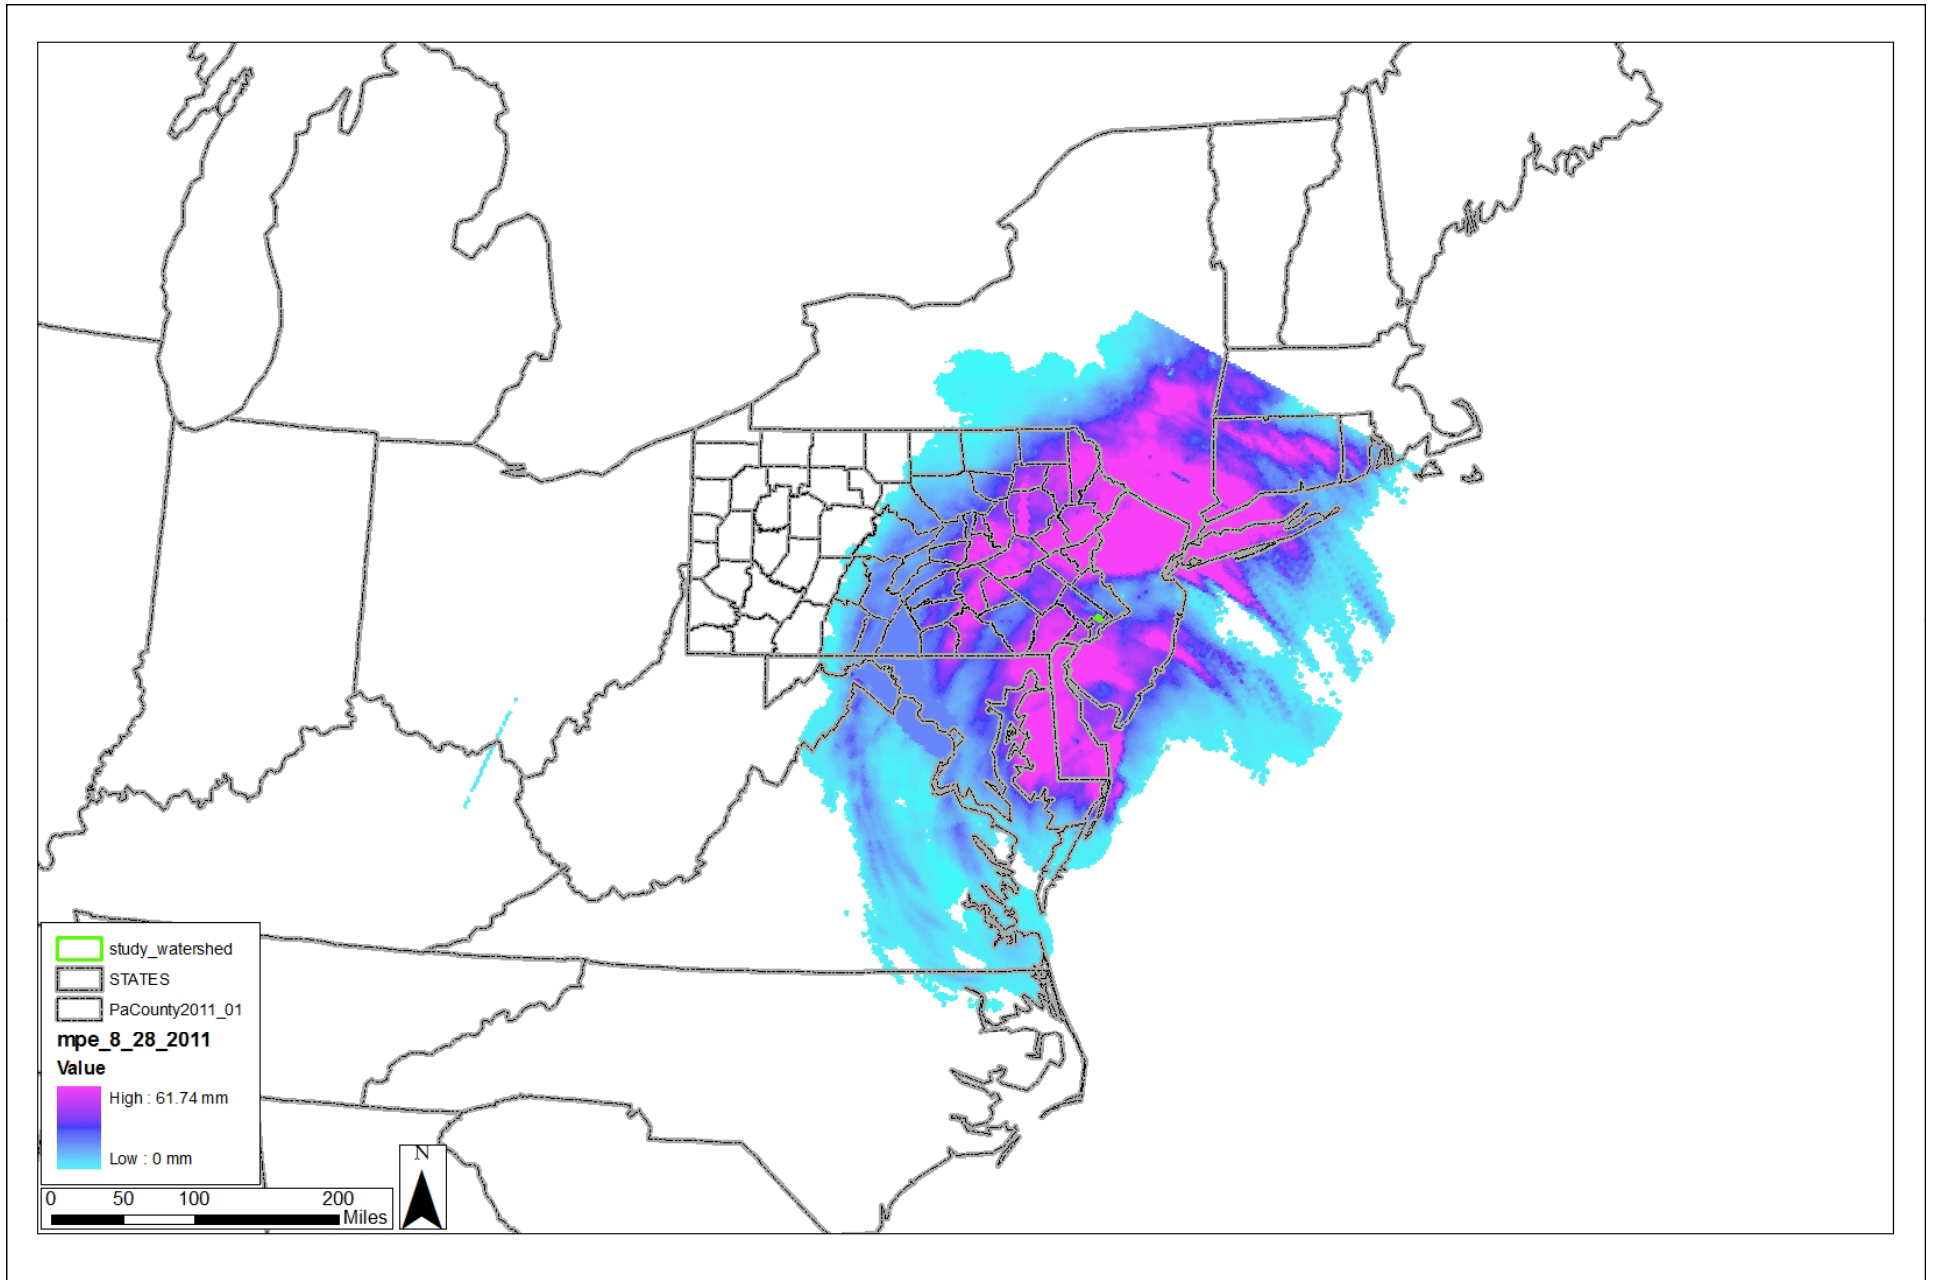 study_watershed
STATES
PaCounty2011_01
mpe_8_28_2011
Value
High : 61.74 mm
Low : 0 mm
0 50 100 200
Miles
N